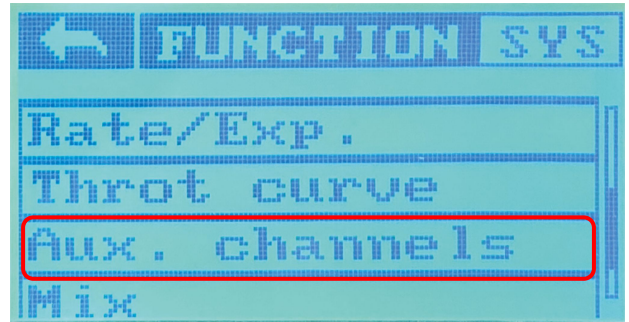 FUNCTION SYS
Rate/Exp.
Throt curve
Aux. channels
Mix